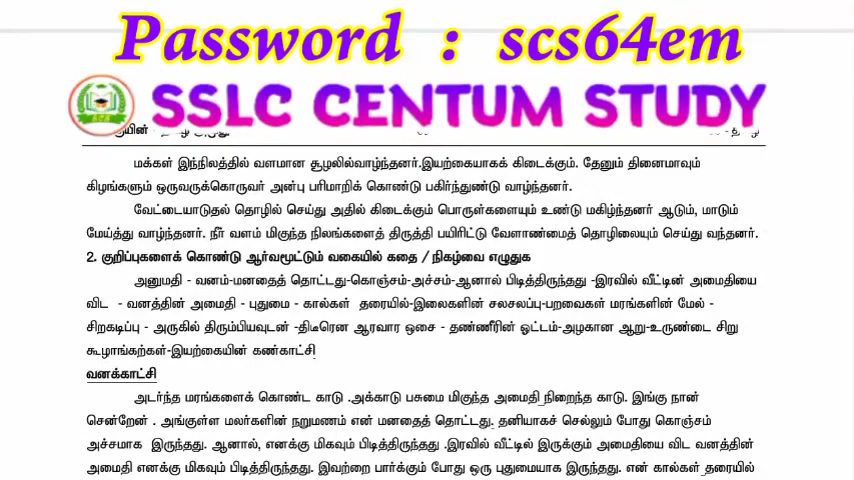 Password : scs64em
SSLC CENTUM STUDY
மக்கள் இந்நிலத்தில் வளமான சூழலில்வாழ்ந்தனர்.இயற்கையாகக் கிடைக்கும். தேனும் தினைமாவும்
கிழங்களும் ஒருவருக்கொருவர் அன்பு பரிமாறிக் கொண்டு பகிர்ந்துண்டு வாழ்ந்தனர்.
வேட்டையாடுதல் தொழில் செய்து அதில் கிடைக்கும் பொருள்களையும் உண்டு மகிழ்ந்தனர் ஆடும், மாடும்
மேய்த்து வாழ்ந்தனர். நீர் வளம் மிகுந்த நிலங்களைத் திருத்தி பயிரிட்டு வேளாண்மைத் தொழிலையும் செய்து வந்தனர்.
2. குறிப்புகளைக் கொண்டு ஆர்வமூட்டும் வகையில் கதை / நிகழ்வை எழுதுக
அனுமதி - வனம்-மனதைத் தொட்டது-கொஞ்சம்-அச்சம்-ஆனால் பிடித்திருந்தது -இரவில் வீட்டின் அமைதியை
விட - வனத்தின் அமைதி - புதுமை - கால்கள் தரையில்-இலைகளின் சலசலப்பு-பறவைகள் மரங்களின் மேல் -
சிறகடிப்பு - அருகில் திரும்பியவுடன் -திடீரென ஆரவார ஓசை - தண்ணீரின் ஓட்டம்-அழகான ஆறு-உருண்டை சிறு
கூழாங்கற்கள்-இயற்கையின் கண்காட்சி
வனக்காட்சி
அடர்ந்த மரங்களைக் கொண்ட காடு .அக்காடு பசுமை மிகுந்த அமைதி நிறைந்த காடு. இங்கு நான்
சென்றேன் . அங்குள்ள மலர்களின் நறுமணம் என் மனதைத் தொட்டது. தனியாகச் செல்லும் போது கொஞ்சம்
அச்சமாக இருந்தது. ஆனால், எனக்கு மிகவும் பிடித்திருந்தது .இரவில் வீட்டில் இருக்கும் அமைதியை விட வனத்தின்
அமைதி எனக்கு மிகவும் பிடித்திருந்தது. இவற்றை பார்க்கும் போது ஒரு புதுமையாக இருந்தது. என் கால்கள் தரையில்